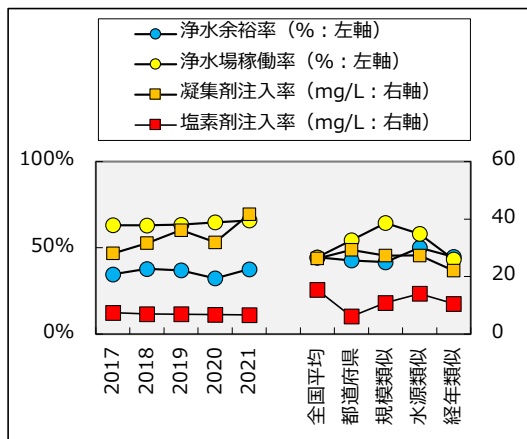 浄水余裕率（%：左軸）
浄水場稼働率（%：左軸）
凝集剤注入率（mg/L：右軸）
塩素剤注入率（mg/L：右軸）
100%
60
40
50%
20
0%
0
2017
2018
2019
2020
2021
全国平均
都道府県
規模類似
水源類似
経年類似